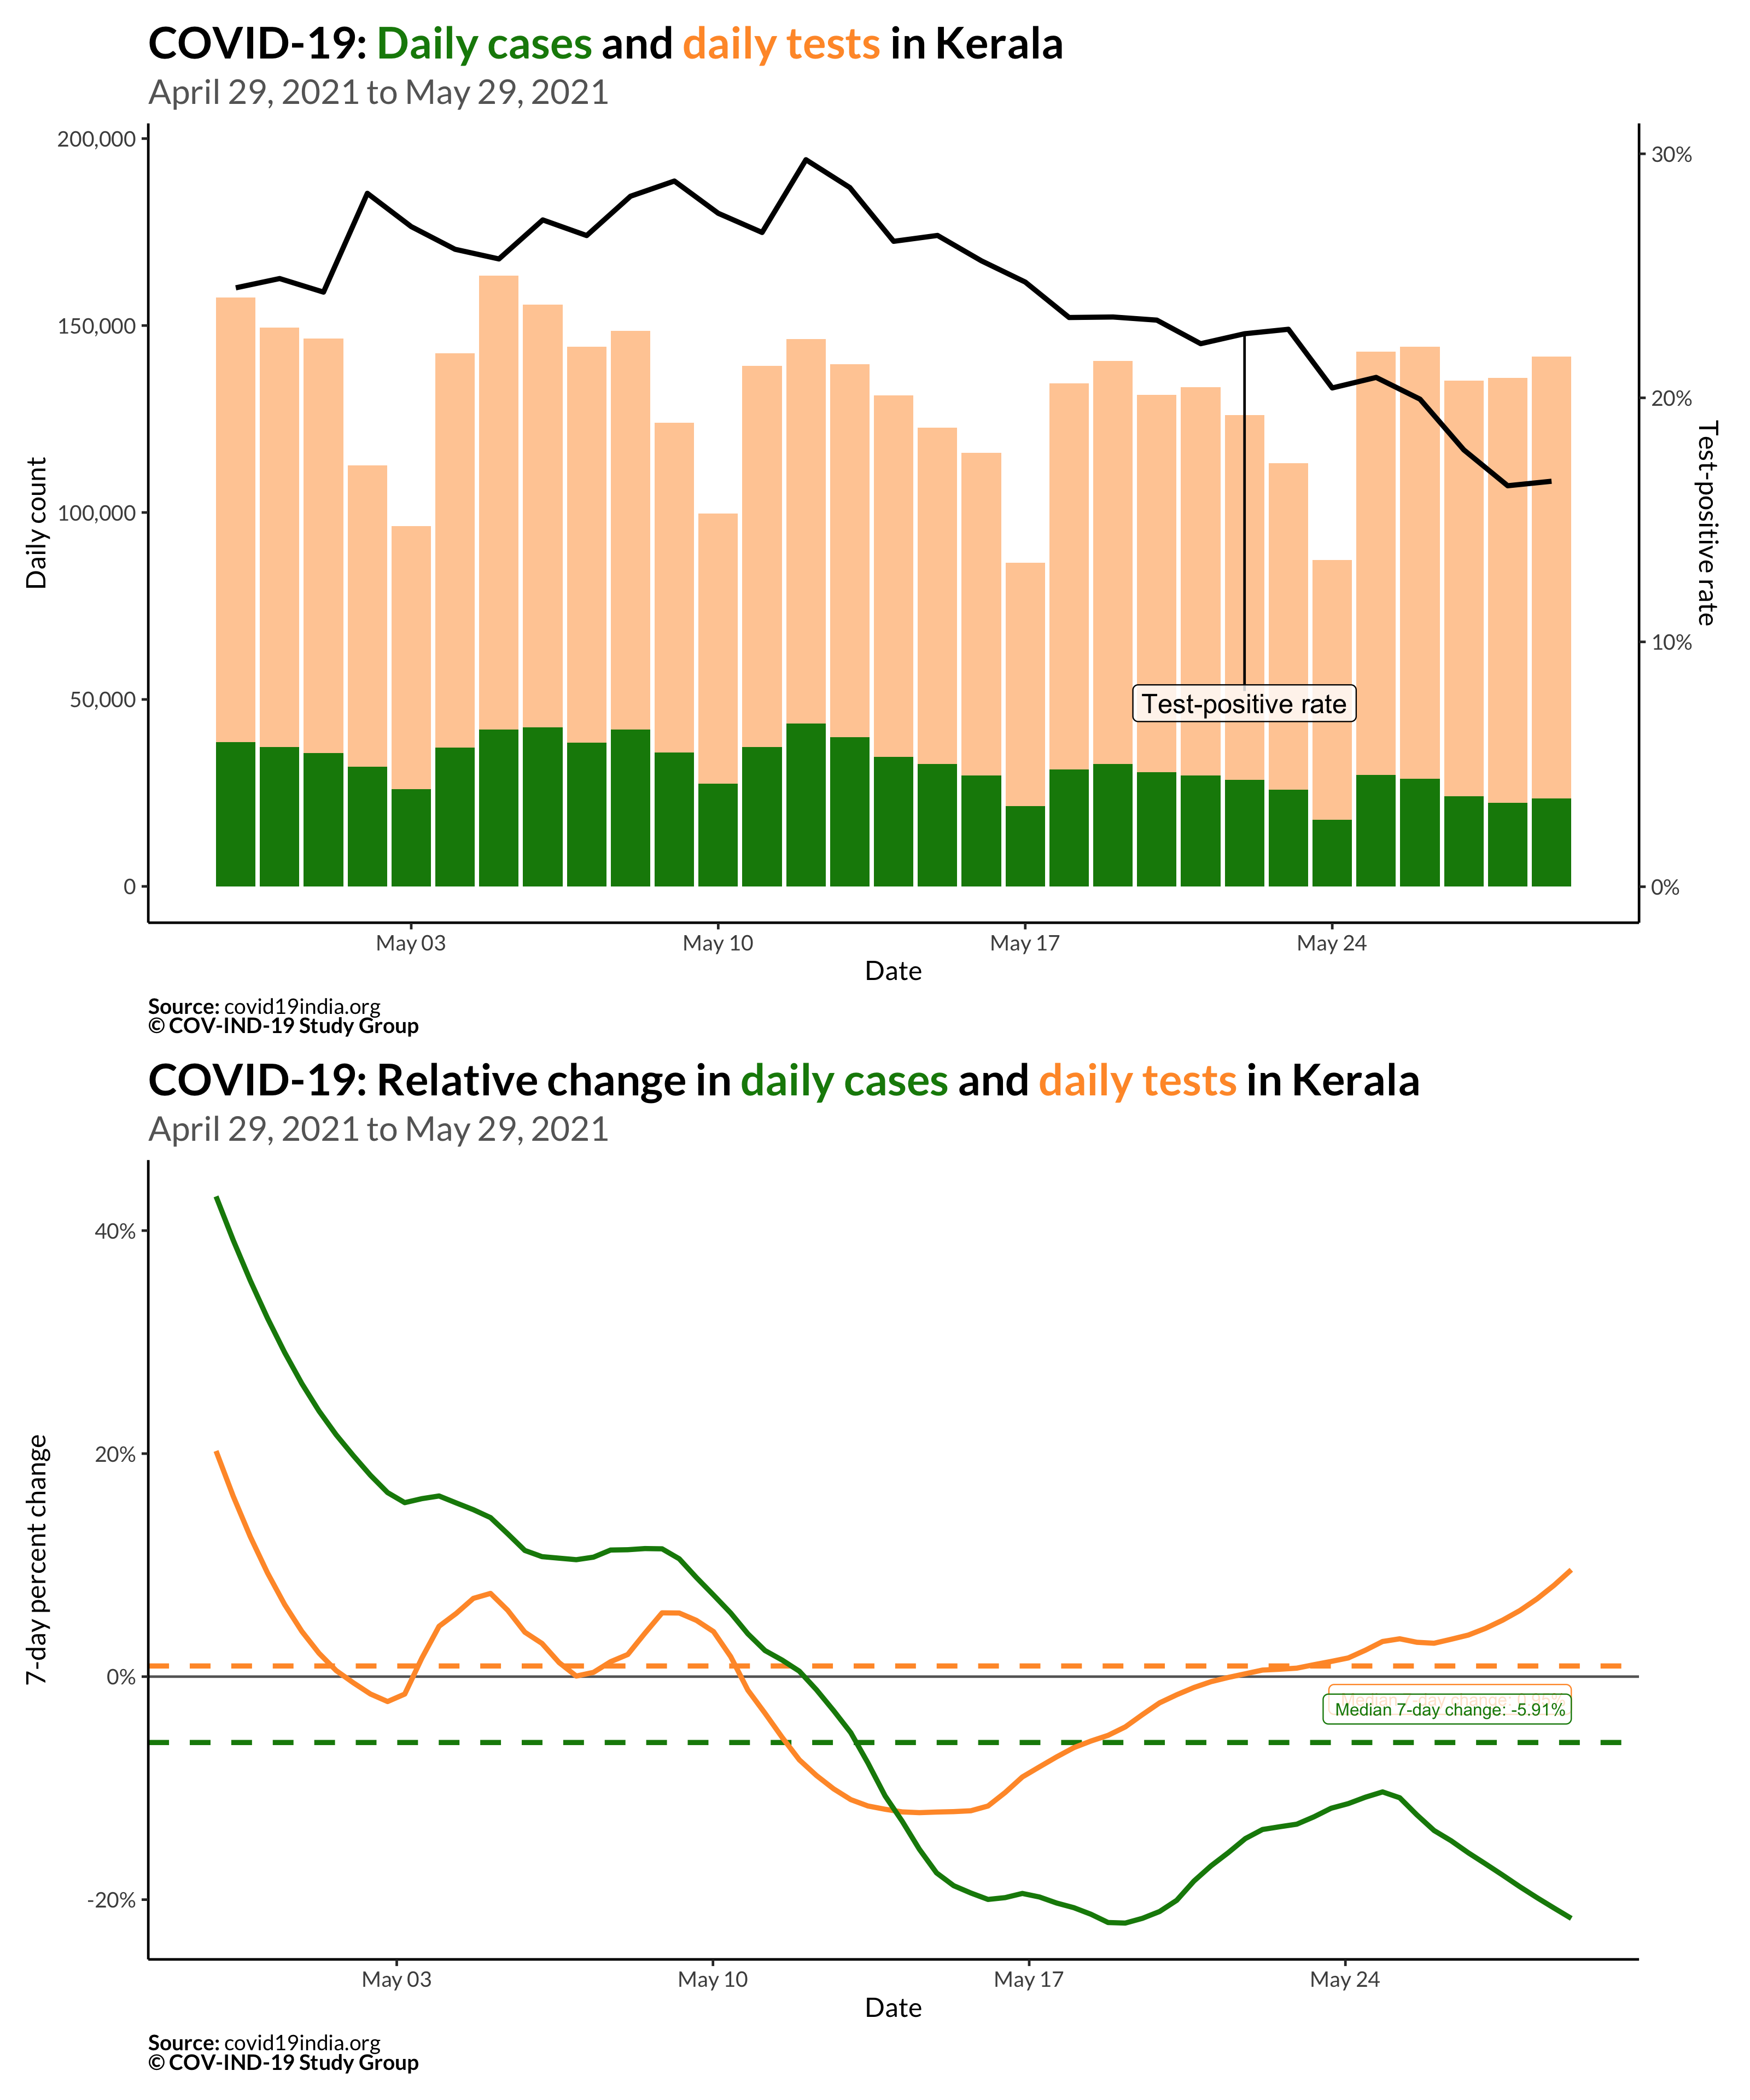 COVID-19: Daily cases and daily tests in Kerala
April 29, 2021 to May 29, 2021
200,000
150,000
100,000
50,000
0
Daily count
30%
20%
10%
0%
Test-positive rate
Test-positive rate
May 03
May 10
May 17
May 24
Date
Source: covid19india.org
© COV-IND-19 Study Group
COVID-19: Relative change in daily cases and daily tests in Kerala
April 29, 2021 to May 29, 2021
40%
20%
0%
-20%
7-day percent change
Median 7-day change:
Median 7-day change: -5.91%
May 03
May 10
May 17
May 24
Date
Source: covid19india.org
© COV-IND-19 Study Group